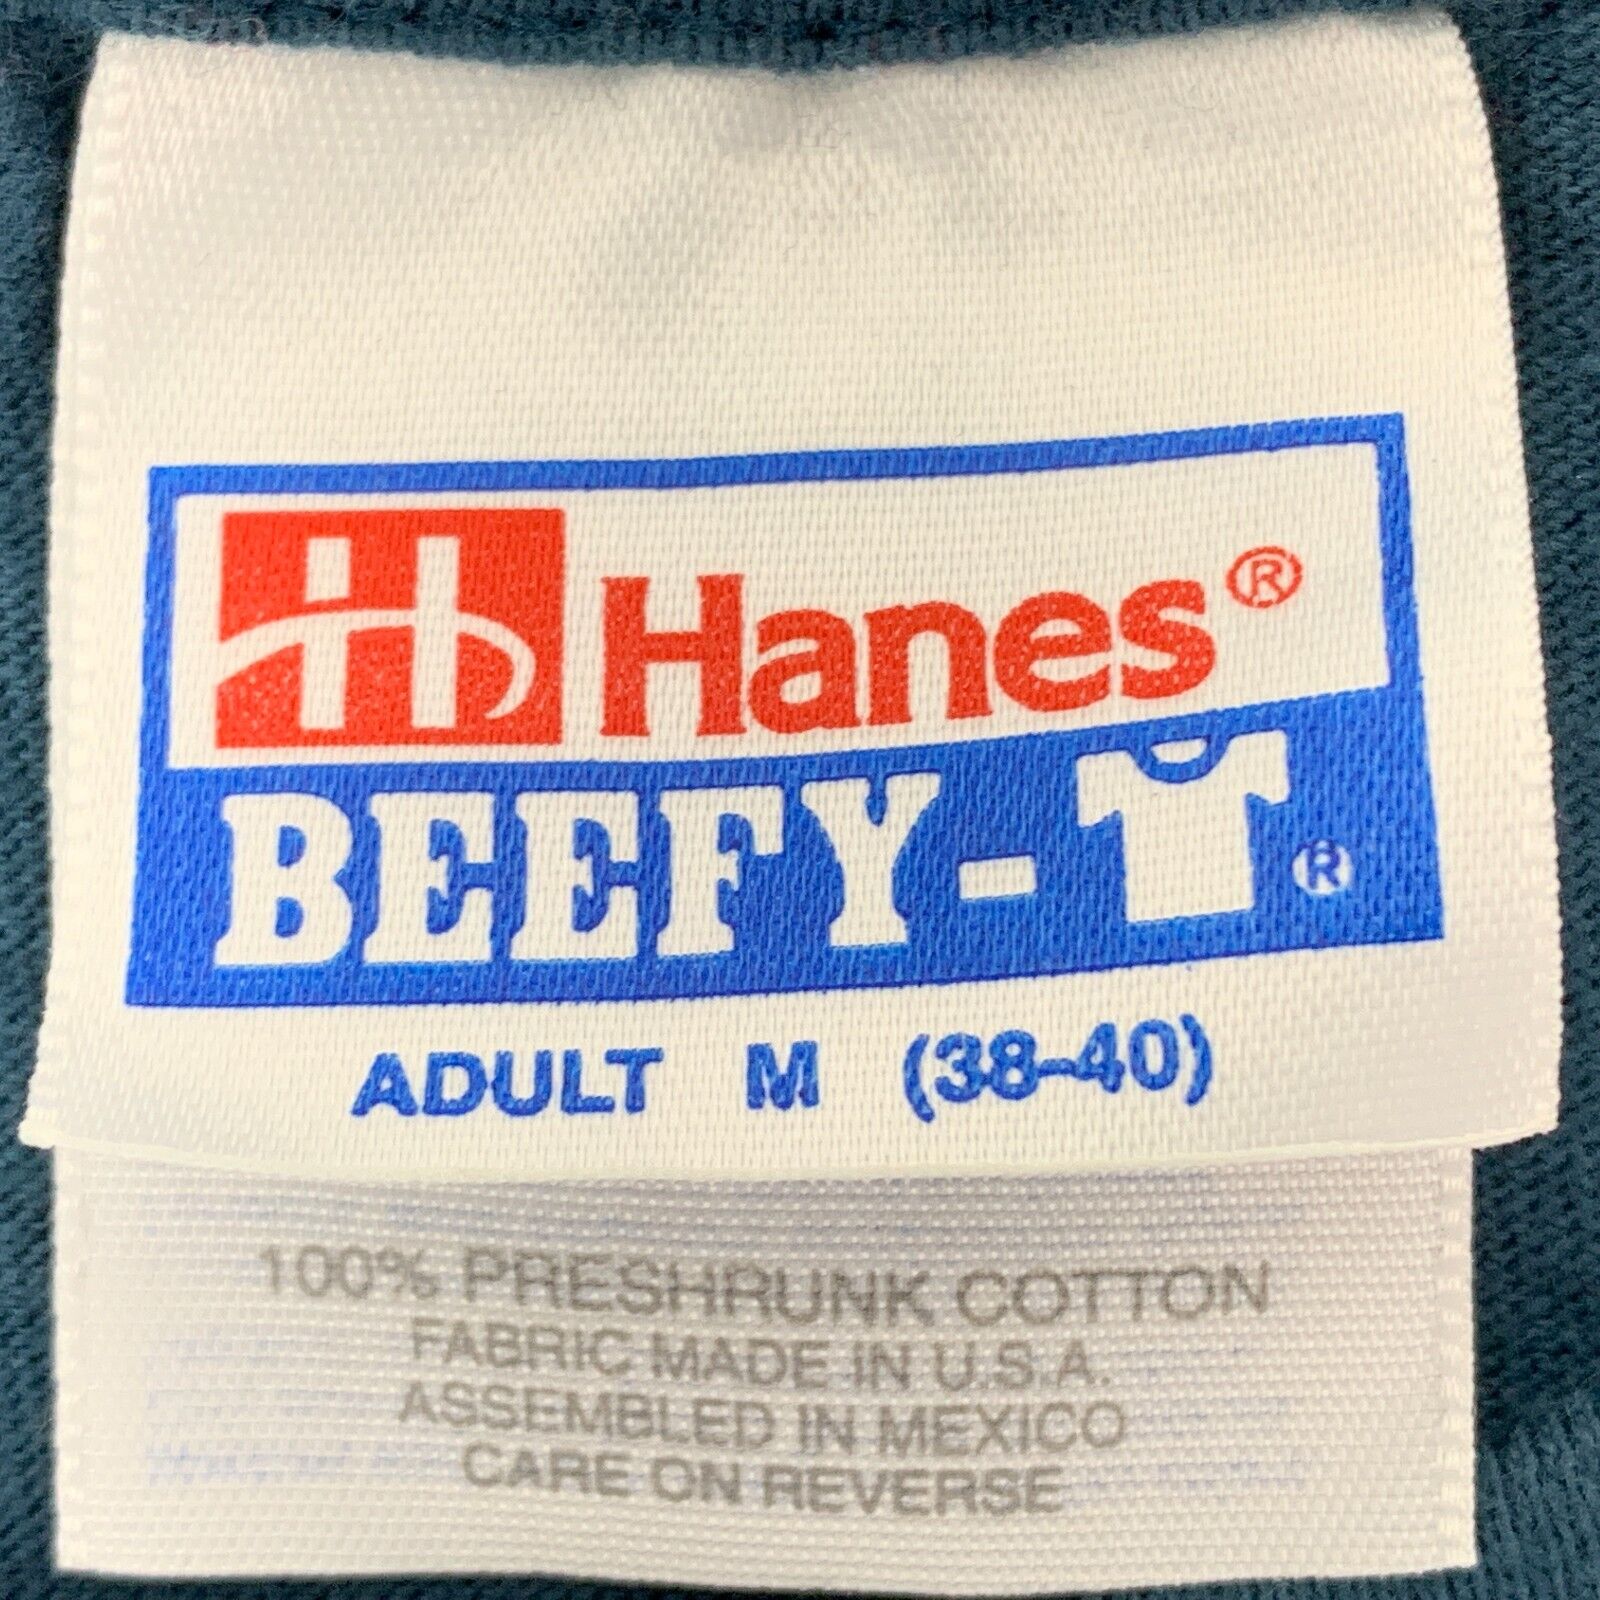 H Hanes®
BEEFY-T®
ADULT M (38-40)
100% PRESHRUNK COTTON
FABRIC MADE IN U.S.A.
ASSEMBLED IN MEXICO
CARE ON REVERSE